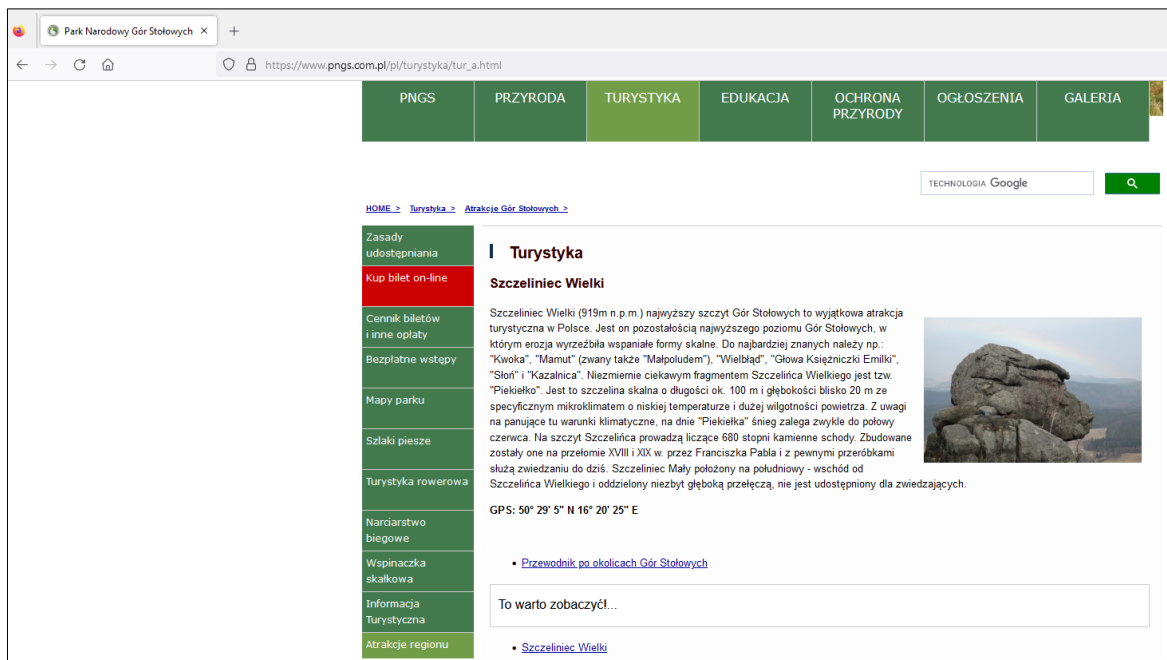 Park Narodowy Gór Stołowych
https://www.pngs.com.pl/pl/turystyka/tur_a.html
PNGS
PRZYRODA
TURYSTYKA
EDUKACJA
OCHRONA
PRZYRODY
OGŁOSZENIA
GALERIA
TECHNOLOGIA Google
HOME > Turystyka > Atrakcje Gór Stołowych >
Zasady
udostępniania
Kup bilet on-line
Cennik biletów
i inne opłaty
Bezpłatne wstępy
Mapy parku
Szlaki piesze
Turystyka rowerowa
Narciarstwo
biegowe
Wspinaczka
skałkowa
Informacja
Turystyczna
Atrakcje regionu
Turystyka
Szczeliniec Wielki
Szczeliniec Wielki (919m n.p.m.) najwyższy szczyt Gór Stołowych to wyjątkowa atrakcja
turystyczna w Polsce. Jest on pozostałością najwyższego poziomu Gór Stołowych, w
którym erozja wyrzeźbiła wspaniałe formy skalne. Do najbardziej znanych należy np.:
"Kwoka", "Mamut" (zwany także "Małpoludem"), "Wielbłąd", "Głowa Księżniczki Emilki",
"Słoń" i "Kazalnica". Niezmiernie ciekawym fragmentem Szczelińca Wielkiego jest tzw.
"Piekiełko". Jest to szczelina skalna o długości ok. 100 m i głębokości blisko 20 m ze
specyficznym mikroklimatem o niskiej temperaturze i dużej wilgotności powietrza. Z uwagi
na panujące tu warunki klimatyczne, na dnie "Piekiełka" śnieg zalega zwykle do połowy
czerwca. Na szczyt Szczelińca prowadzą liczące 680 stopni kamienne schody. Zbudowane
zostały one na przełomie XVIII i XIX w. przez Franciszka Pabla i z pewnymi przeróbkami
służą zwiedzaniu do dziś. Szczeliniec Mały położony na południowy - wschód od
Szczelińca Wielkiego i oddzielony niezbyt głęboką przełęczą, nie jest udostępniony dla zwiedzających.
GPS: 50° 29' 5" N 16° 20' 25" E
• Przewodnik po okolicach Gór Stołowych
To warto zobaczyć!...
• Szczeliniec Wielki